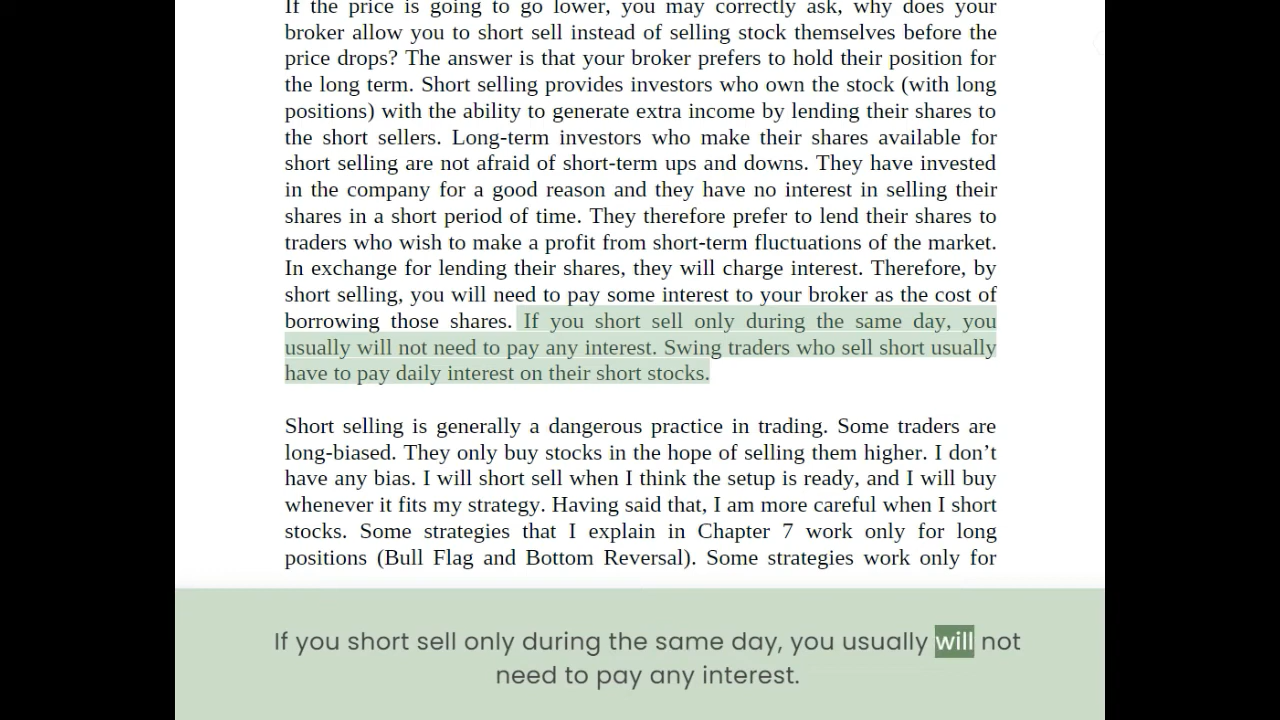 If the price is going to go lower, you may correctly ask, why does your
broker allow you to short sell instead of selling stock themselves before the
price drops? The answer is that your broker prefers to hold their position for
the long term. Short selling provides investors who own the stock (with long
positions) with the ability to generate extra income by lending their shares to
the short sellers. Long-term investors who make their shares available for
short selling are not afraid of short-term ups and downs. They have invested
in the company for a good reason and they have no interest in selling their
shares in a short period of time. They therefore prefer to lend their shares to
traders who wish to make a profit from short-term fluctuations of the market.
In exchange for lending their shares, they will charge interest. Therefore, by
short selling, you will need to pay some interest to your broker as the cost of
borrowing those shares. If you short sell only during the same day, you
usually will not need to pay any interest. Swing traders who sell short usually
have to pay daily interest on their short stocks.
Short selling is generally a dangerous practice in trading. Some traders are
long-biased. They only buy stocks in the hope of selling them higher. I don’t
have any bias. I will short sell when I think the setup is ready, and I will buy
whenever it fits my strategy. Having said that, I am more careful when I short
stocks. Some strategies that I explain in Chapter 7 work only for long
positions (Bull Flag and Bottom Reversal). Some strategies work only for
If you short sell only during the same day, you usually will not
need to pay any interest.